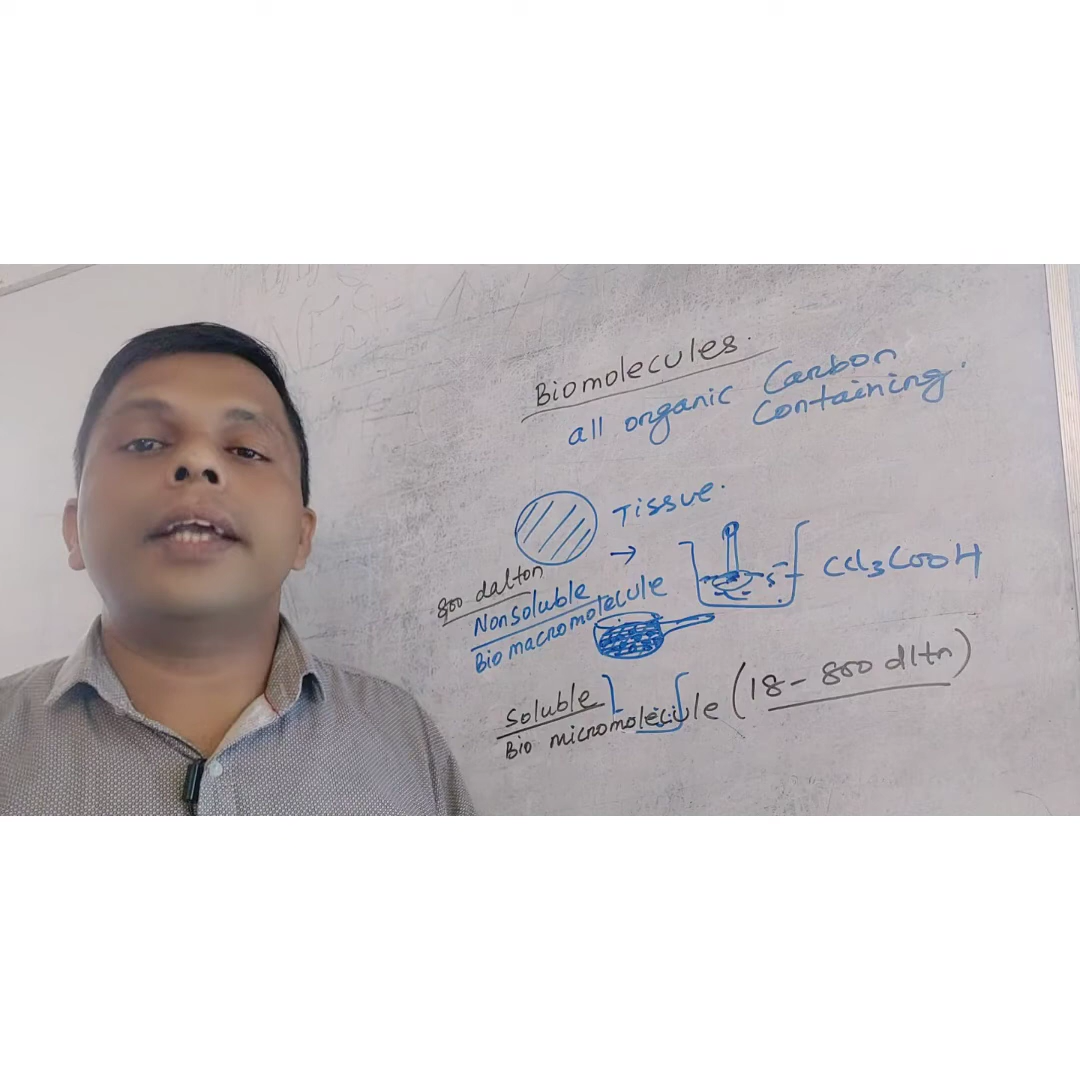 Biomolecules.
all organic Carbon
containing.
Tissue.
→
800 dalton
Nonsoluble
Bio macromolecule
CCl3COOH
Soluble
Bio micromolecule (18 - 800 dltn)